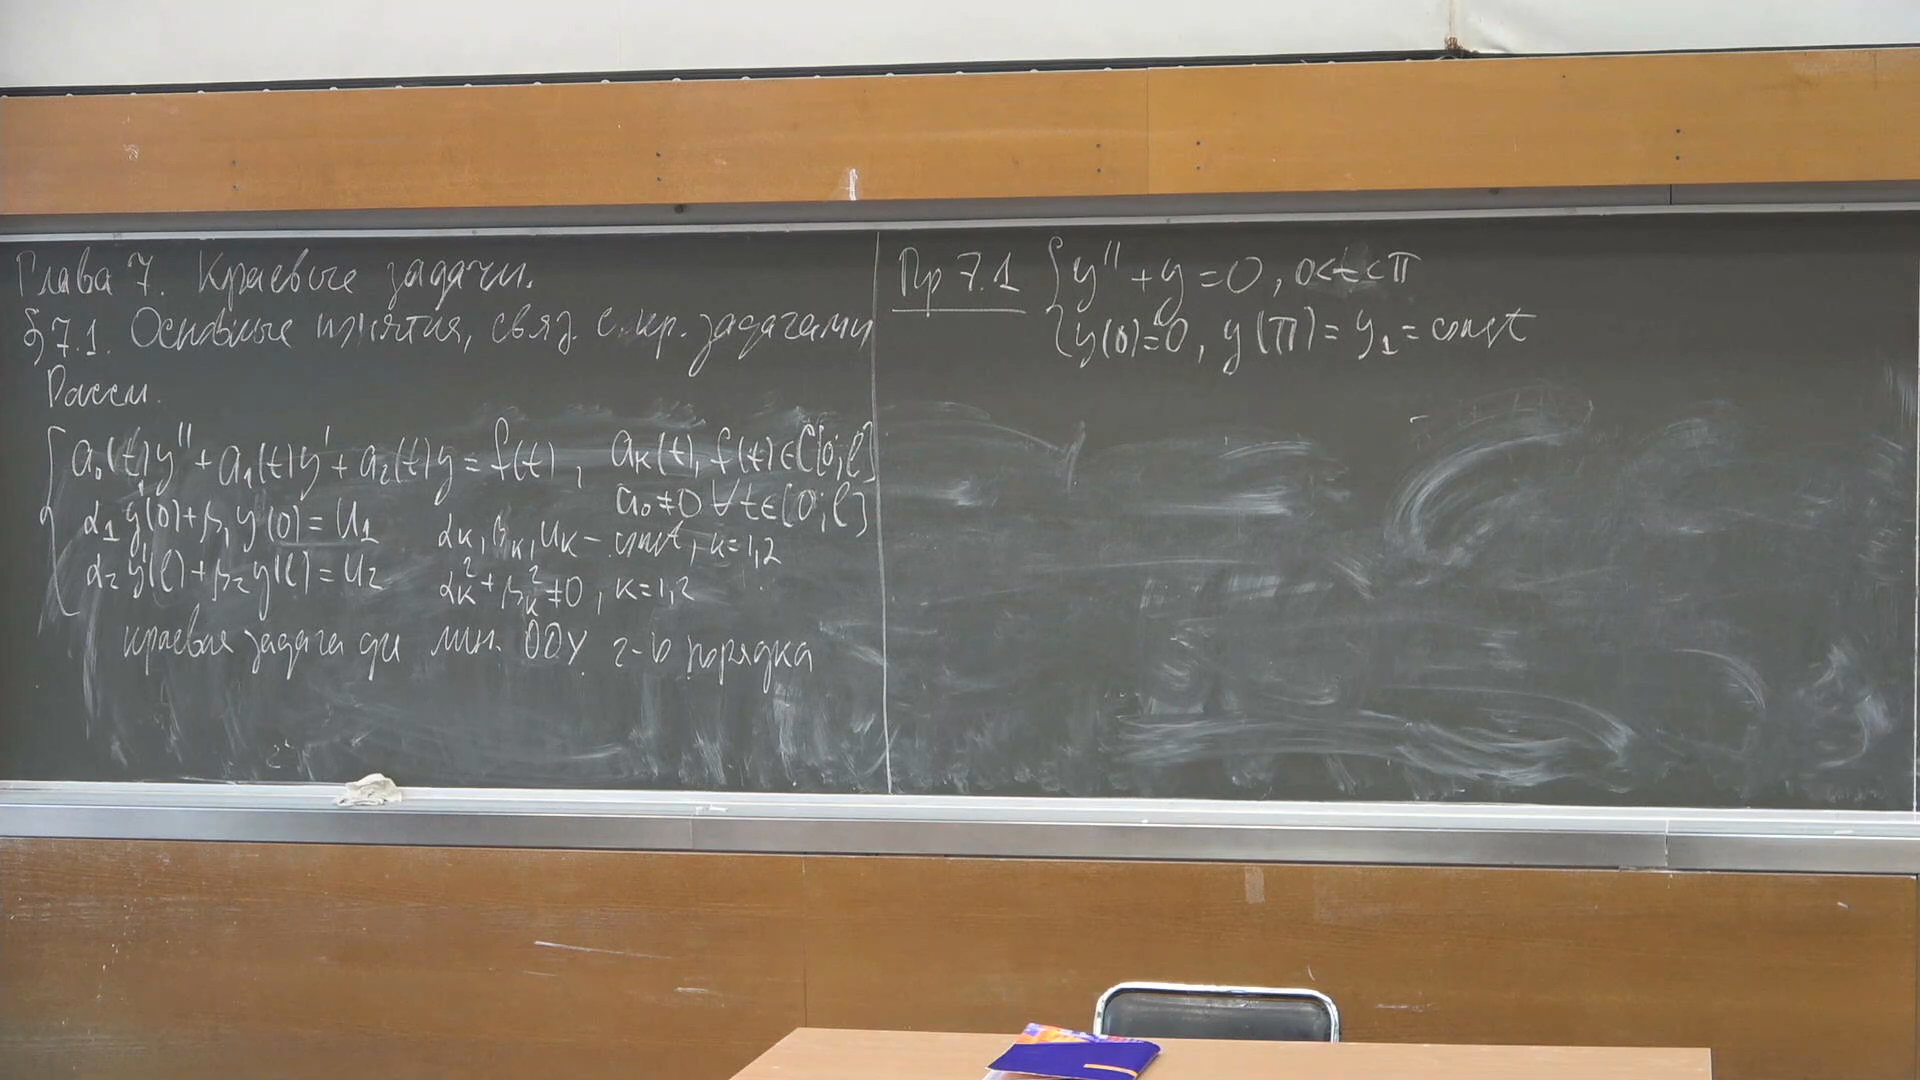 Глава 7. Краевые задачи.
§7.1. Основные понятия, связ. с кр. задачами
Рассм.
a₀(t)y'' + a₁(t)y' + a₂(t)y = f(t), aₖ(t), f(t) ∈ C[0;l]
a₀ ≠ 0 ∀t∈[0;l]
α₁y'(0) + β₁y(0) = u₁
αₖ, βₖ, uₖ – const, k=1,2
α₂y'(l) + β₂y(l) = u₂
αₖ² + βₖ² ≠ 0, k=1,2
краевая задача для лин. ОДУ 2-го порядка
Пр 7.1 { y'' + y = 0, 0<t<π
y(0)=0, y(π) = y₁ = const